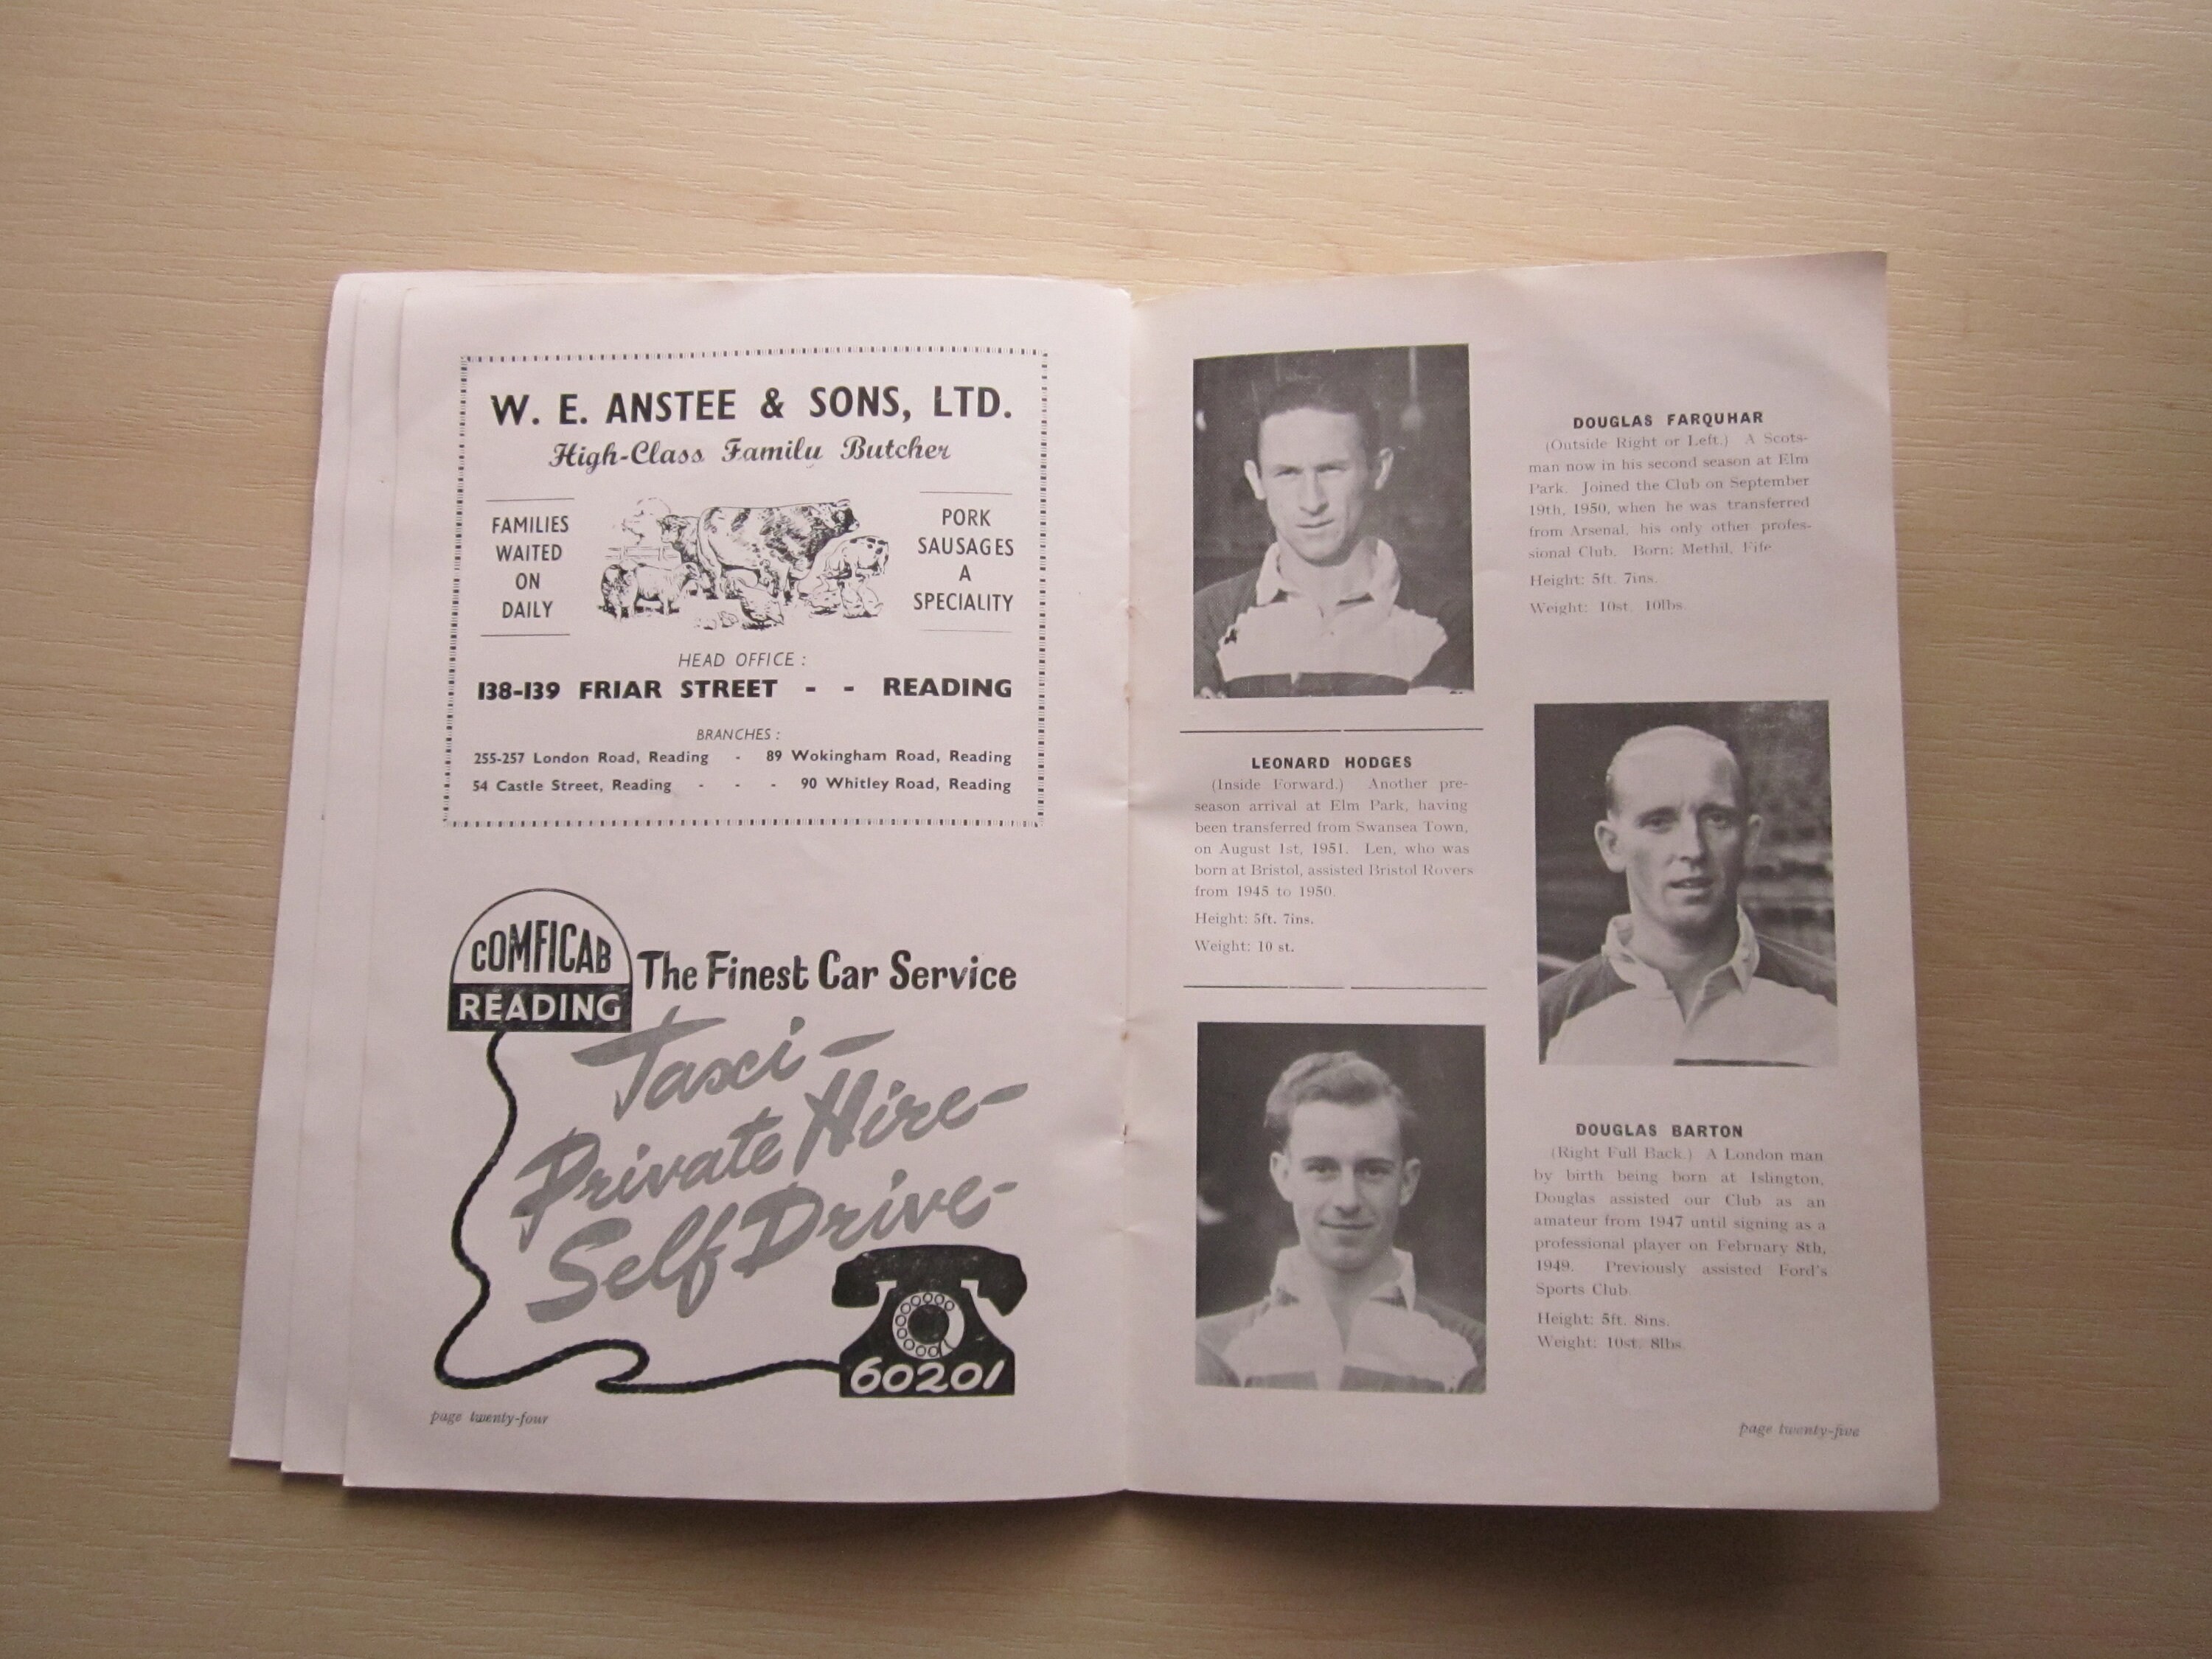 W. E. ANSTEE & SONS, LTD.
High-Class Family Butcher
FAMILIES
WAITED
ON
DAILY
PORK
SAUSAGES
A
SPECIALITY
HEAD OFFICE :
138-139 FRIAR STREET - - READING
BRANCHES :
255-257 London Road, Reading - 89 Wokingham Road, Reading
54 Castle Street, Reading - - - 90 Whitley Road, Reading
COMFICAB
READING
The Finest Car Service
Taxi-
Private Hire-
Self Drive-
60201
page twenty-four
DOUGLAS FARQUHAR
(Outside Right or Left.) A Scots-
man now in his second season at Elm
Park. Joined the Club on September
19th, 1950, when he was transferred
from Arsenal, his only other profes-
sional Club. Born: Methil, Fife.
Height: 5ft. 7ins.
Weight: 10st. 10lbs.
LEONARD HODGES
(Inside Forward.) Another pre-
season arrival at Elm Park, having
been transferred from Swansea Town,
on August 1st, 1951. Len, who was
born at Bristol, assisted Bristol Rovers
from 1945 to 1950.
Height: 5ft. 7ins.
Weight: 10 st.
DOUGLAS BARTON
(Right Full Back.) A London man
by birth being born at Islington,
Douglas assisted our Club as an
amateur from 1947 until signing as a
professional player on February 8th,
1949. Previously assisted Ford's
Sports Club.
Height: 5ft. 8ins.
Weight: 10st. 8lbs.
page twenty-five